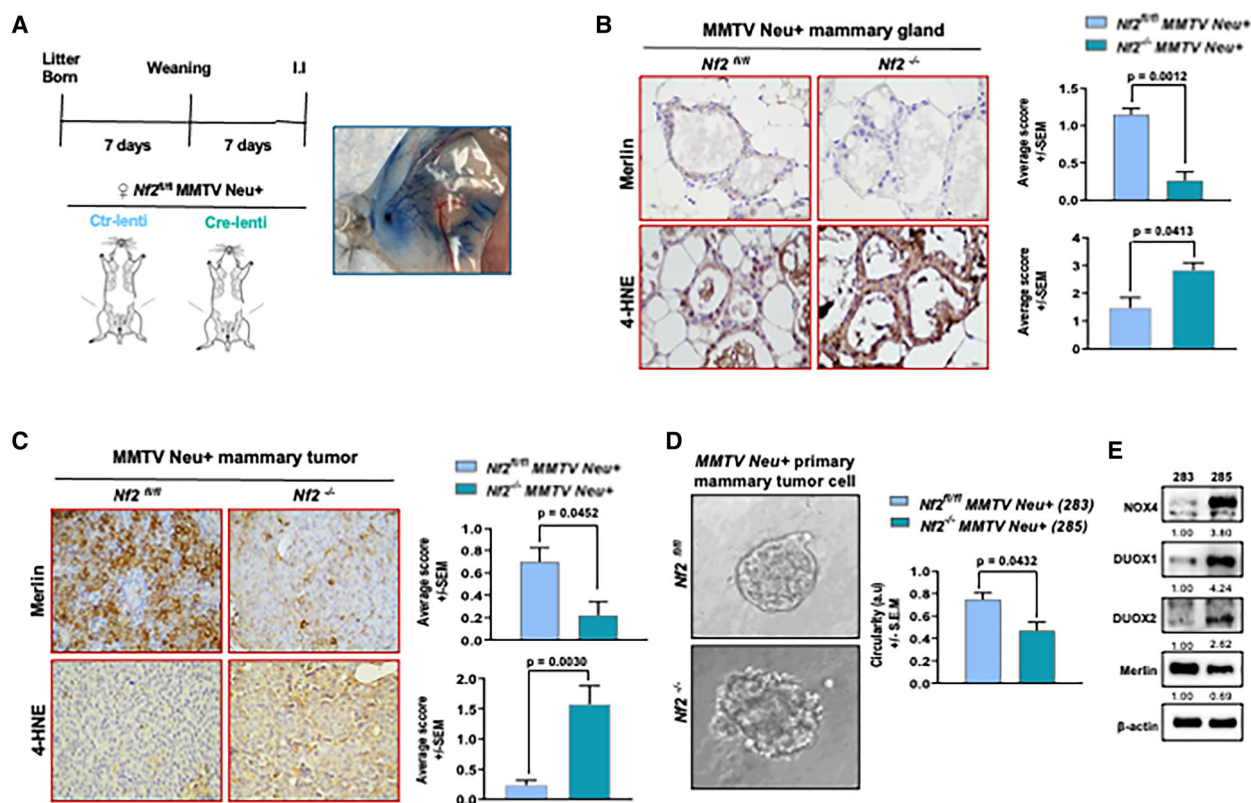 A
Litter
Born
Weaning
I.I
7 days
7 days
♀ Nf2fl/fl MMTV Neu+
Ctr-lenti
Cre-lenti
B
MMTV Neu+ mammary gland
Nf2 fl/fl
Nf2 -/-
Merlin
4-HNE
Nf2fl/fl MMTV Neu+
Nf2-/- MMTV Neu+
p = 0.0012
Average sccore
+/-SEM
1.5
1.0
0.5
0.0
p = 0.0413
Average sccore
+/-SEM
4
3
2
1
0
C
MMTV Neu+ mammary tumor
Nf2 fl/fl
Nf2 -/-
Merlin
4-HNE
Nf2fl/fl MMTV Neu+
Nf2-/- MMTV Neu+
p = 0.0452
Average sccore
+/-SEM
0.8
0.6
0.4
0.2
0.0
p = 0.0030
Average sccore
+/-SEM
2.0
1.5
1.0
0.5
0.0
D
MMTV Neu+ primary
mammary tumor cell
Nf2 fl/fl
Nf2 -/-
Nf2fl/fl MMTV Neu+ (283)
Nf2-/- MMTV Neu+ (285)
p = 0.0432
Circularity (a.u)
+/- S.E.M
1.0
0.8
0.6
0.4
0.2
0.0
E
283 285
NOX4
1.00 3.80
DUOX1
1.00 4.24
DUOX2
1.00 2.62
Merlin
1.00 0.69
β-actin